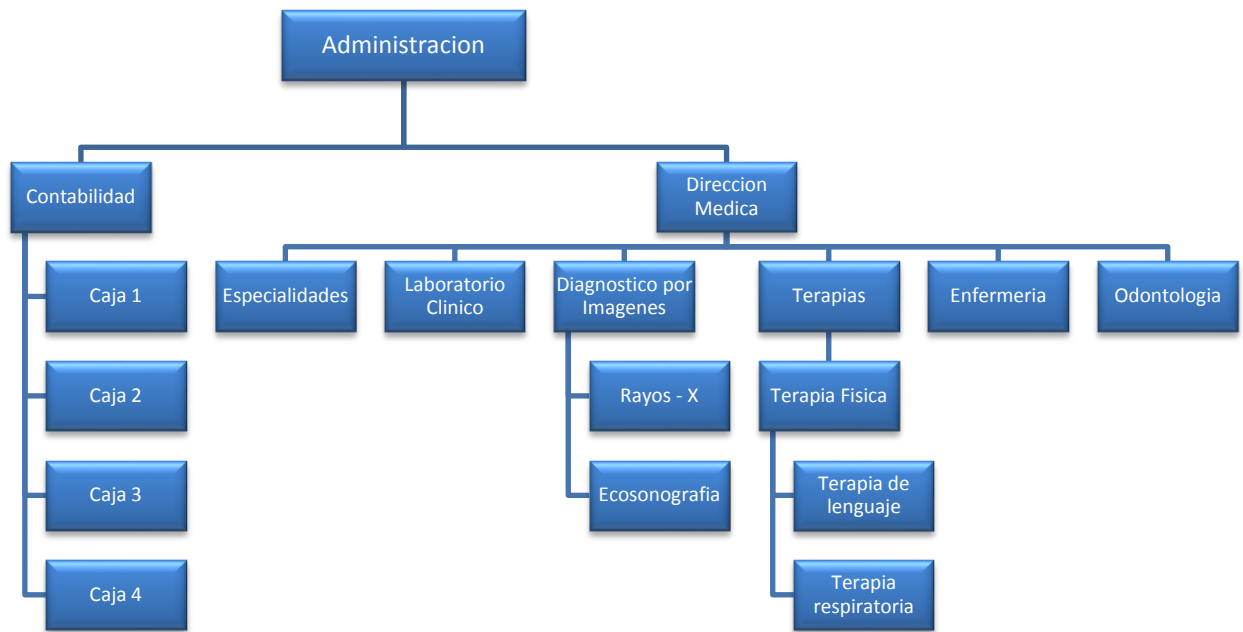 Administracion
Contabilidad
Direccion
Medica
Caja 1
Caja 2
Caja 3
Caja 4
Especialidades
Laboratorio
Clinico
Diagnostico por
Imagenes
Rayos - X
Ecosonografia
Terapias
Terapia Fisica
Terapia de
lenguaje
Terapia
respiratoria
Enfermeria
Odontologia